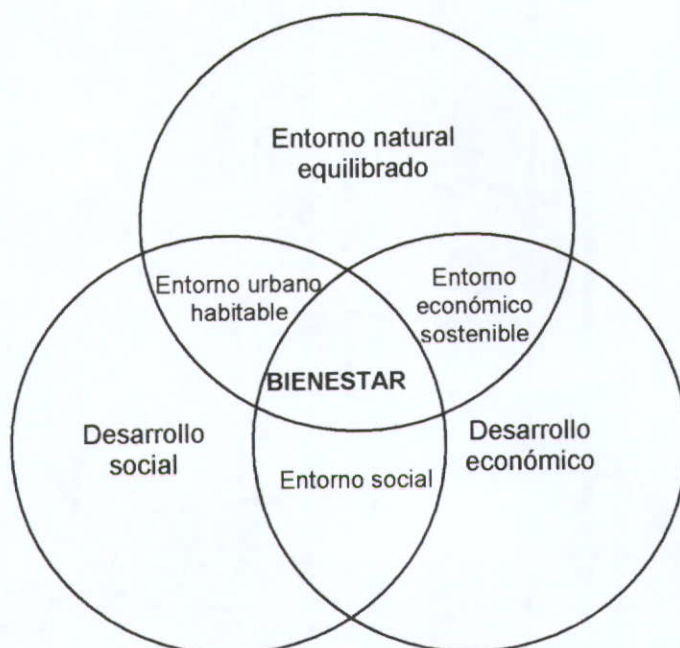 Entorno natural
equilibrado
Entorno urbano
habitable
Entorno
económico
sostenible
BIENESTAR
Desarrollo
social
Desarrollo
económico
Entorno social